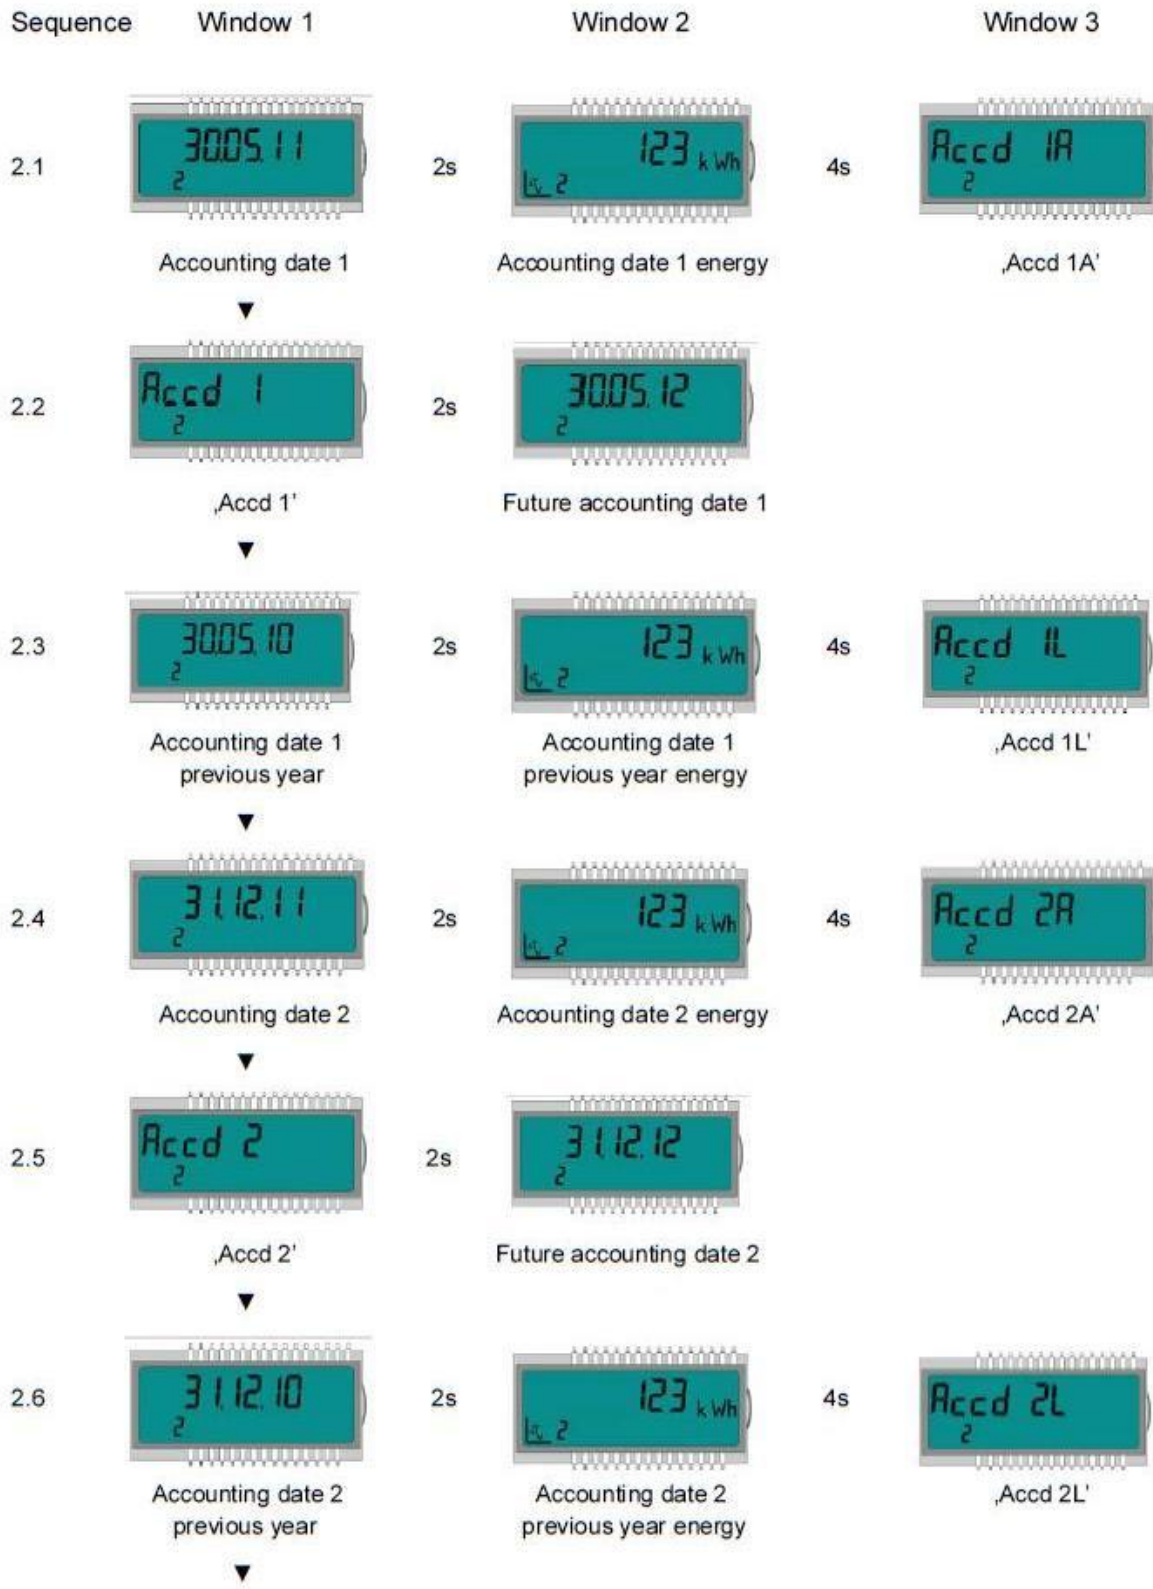 Sequence Window 1 Window 2 Window 3
30.05.11 123 kWh Accd 1A
2.1 2s 4s
2 2 2
Accounting date 1 Accounting date 1 energy ‚Accd 1A’
Accd 1 30.05.12
2.2 2s
2 2
‚Accd 1’ Future accounting date 1
30.05.10 123 kWh Accd 1L
2.3 2s 4s
2 2 2
Accounting date 1 Accounting date 1 ‚Accd 1L’
previous year previous year energy
31.12.11 123 kWh Accd 2A
2.4 2s 4s
2 2 2
Accounting date 2 Accounting date 2 energy ‚Accd 2A’
Accd 2 31.12.12
2.5 2s
2 2
‚Accd 2’ Future accounting date 2
31.12.10 123 kWh Accd 2L
2.6 2s 4s
2 2 2
Accounting date 2 Accounting date 2 ‚Accd 2L’
previous year previous year energy